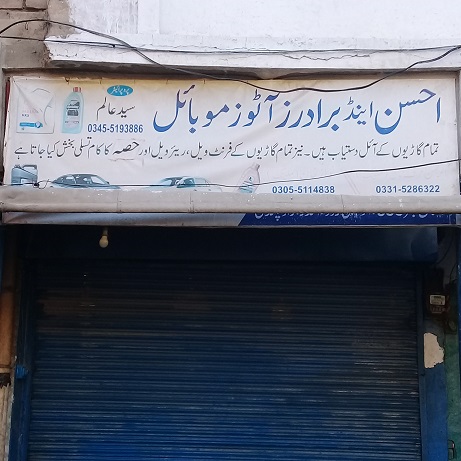 احسن اینڈ برادرز آٹوز موبائل
پروپرائیٹر
سید عالم
0345-5193886
تمام گاڑیوں کے آئل دستیاب ہیں۔ نیز تمام گاڑیوں کے فرنٹ ویل، ریئر ویل اور حصہ کا کام تسلی بخش کیا جاتا ہے
0305-5114838 0331-5286322